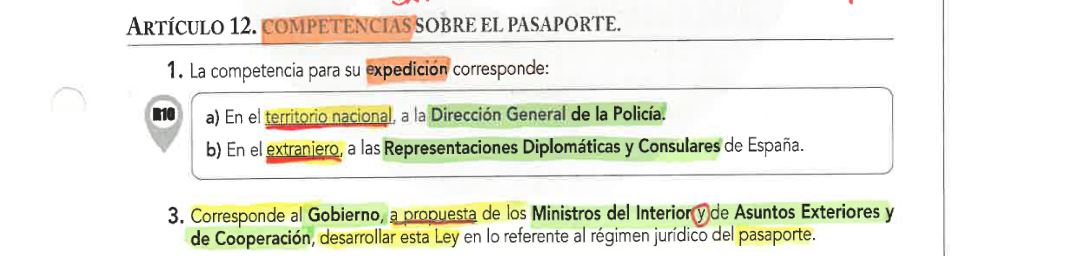 ARTÍCULO 12. COMPETENCIAS SOBRE EL PASAPORTE.
1. La competencia para su expedición corresponde:
R10
a) En el territorio nacional, a la Dirección General de la Policía.
b) En el extranjero, a las Representaciones Diplomáticas y Consulares de España.
3. Corresponde al Gobierno, a propuesta de los Ministros del Interior y de Asuntos Exteriores y
de Cooperación, desarrollar esta Ley en lo referente al régimen jurídico del pasaporte.